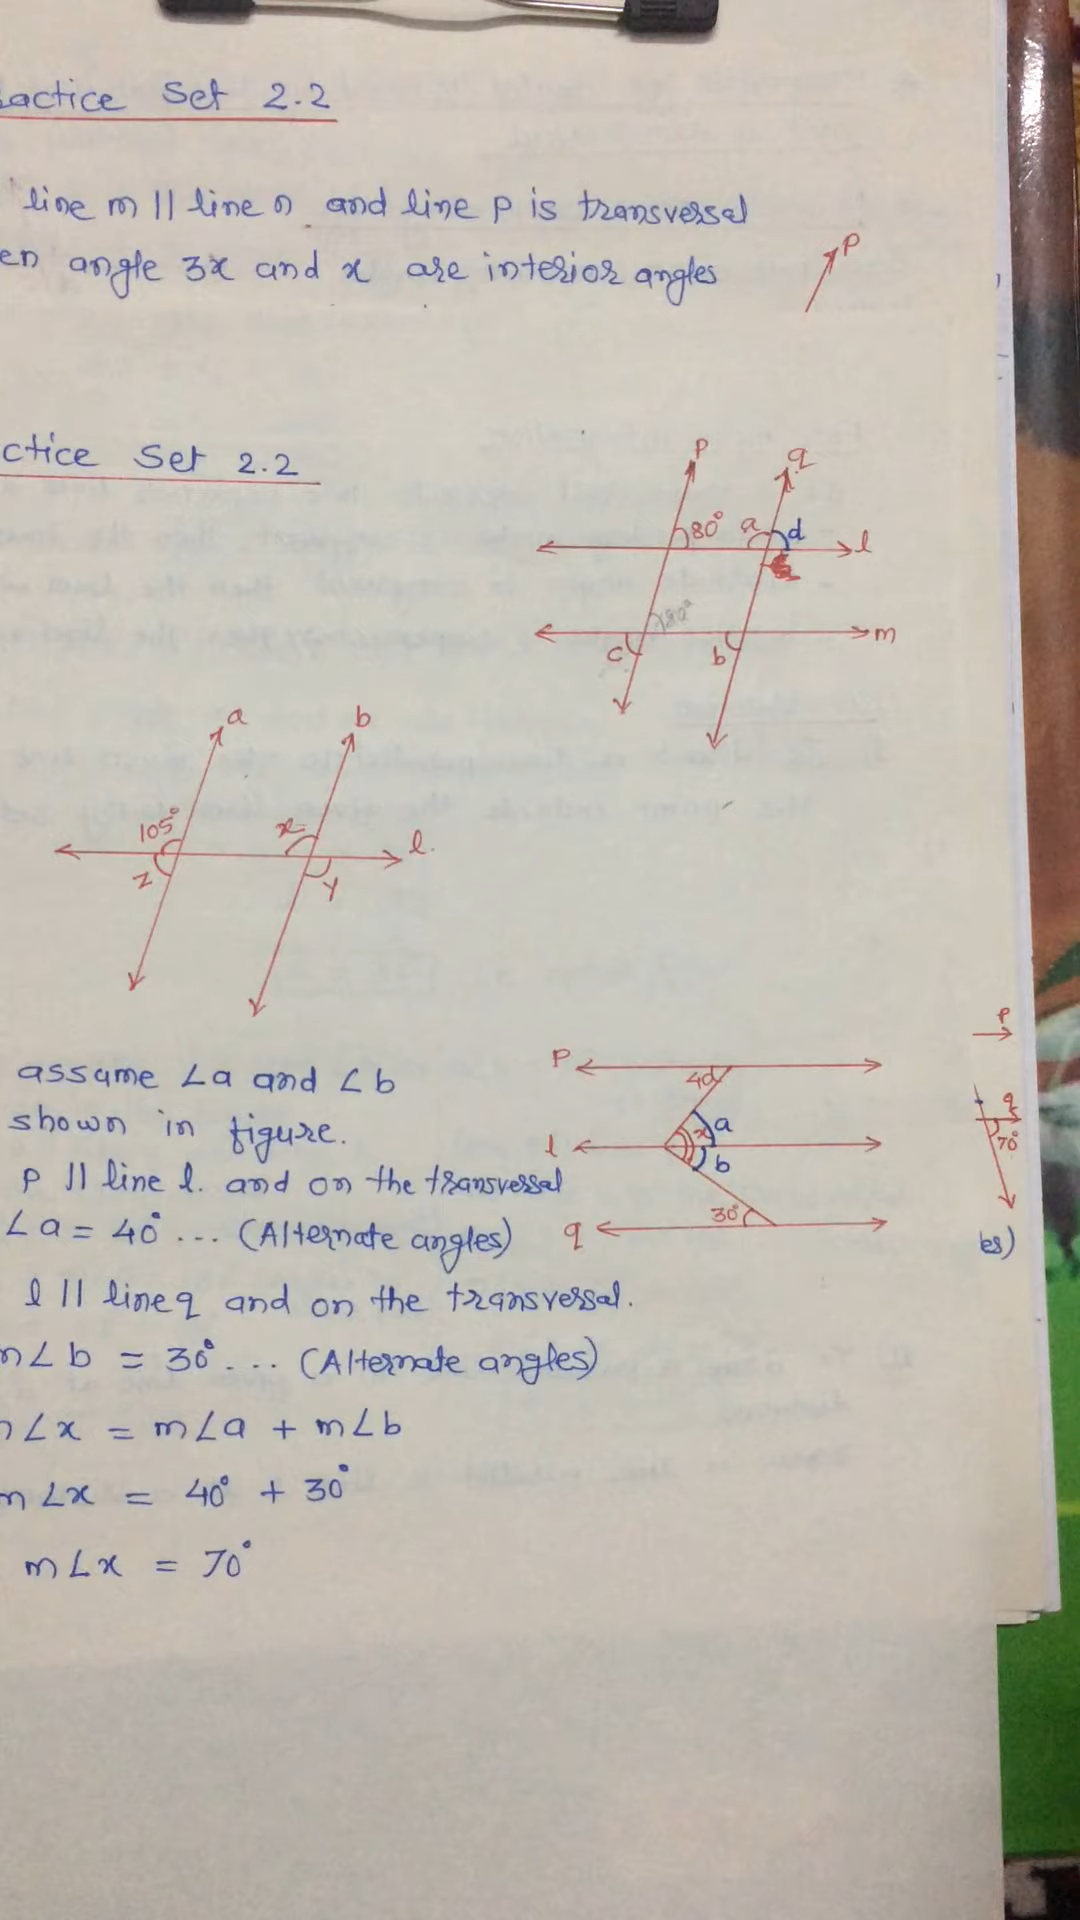 Practice Set 2.2
line m || line n and line p is transversal
en angle 3x and x are interior angles
P
ctice Set 2.2
P q
80° a d
l
180°
m
c b
a b
105° x
l.
z y
assume ∠a and ∠b
shown in figure.
P || line l. and on the transversal
∠a = 40° ... (Alternate angles)
l || line q and on the transversal.
m∠b = 30° ... (Alternate angles)
∠x = m∠a + m∠b
m∠x = 40° + 30°
m∠x = 70°
P
40
x a
l
b
30°
q
P
q
70°
es)